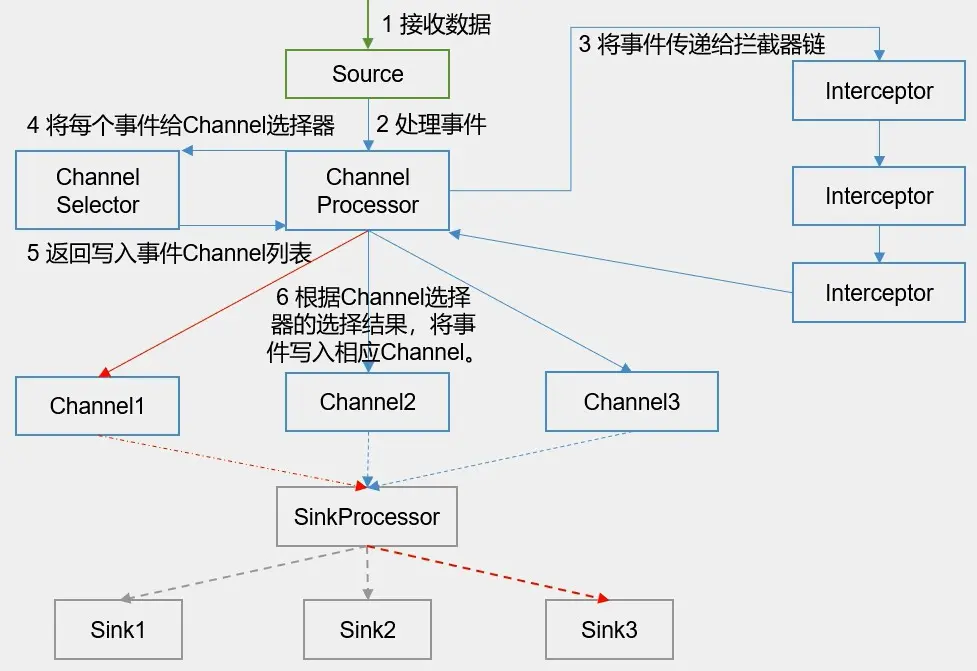 1 接收数据
Source
3 将事件传递给拦截器链
Interceptor
4 将每个事件给Channel选择器
2 处理事件
Channel
Selector
Channel
Processor
Interceptor
5 返回写入事件Channel列表
Interceptor
6 根据Channel选择
器的选择结果，将事
件写入相应Channel。
Channel1
Channel2
Channel3
SinkProcessor
Sink1
Sink2
Sink3